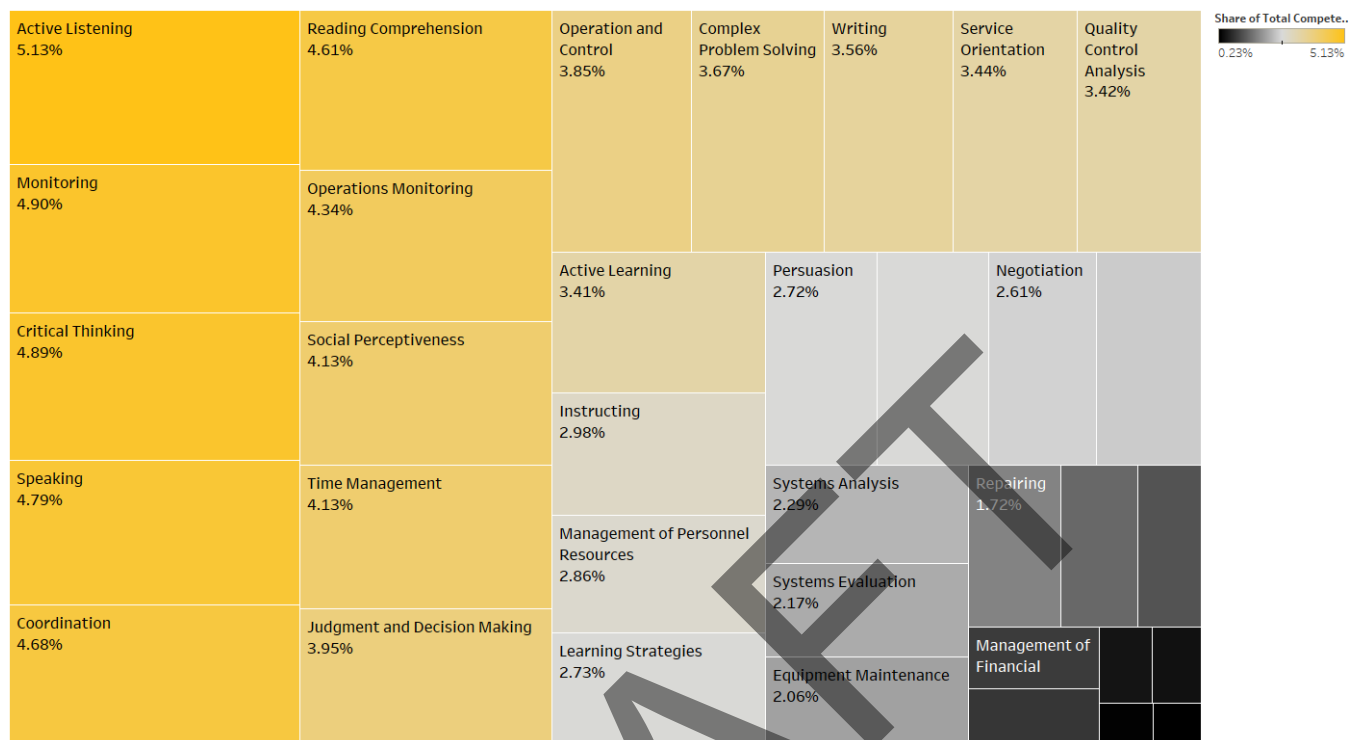 Active Listening
5.13%
Monitoring
4.90%
Critical Thinking
4.89%
Speaking
4.79%
Coordination
4.68%
Reading Comprehension
4.61%
Operations Monitoring
4.34%
Social Perceptiveness
4.13%
Time Management
4.13%
Judgment and Decision Making
3.95%
Operation and
Control
3.85%
Complex
Problem Solving
3.67%
Writing
3.56%
Service
Orientation
3.44%
Quality
Control
Analysis
3.42%
Active Learning
3.41%
Instructing
2.98%
Management of Personnel
Resources
2.86%
Learning Strategies
2.73%
Persuasion
2.72%
Negotiation
2.61%
Systems Analysis
2.29%
Systems Evaluation
2.17%
Equipment Maintenance
2.06%
Repairing
1.72%
Management of
Financial
Share of Total Compete..
0.23%
5.13%